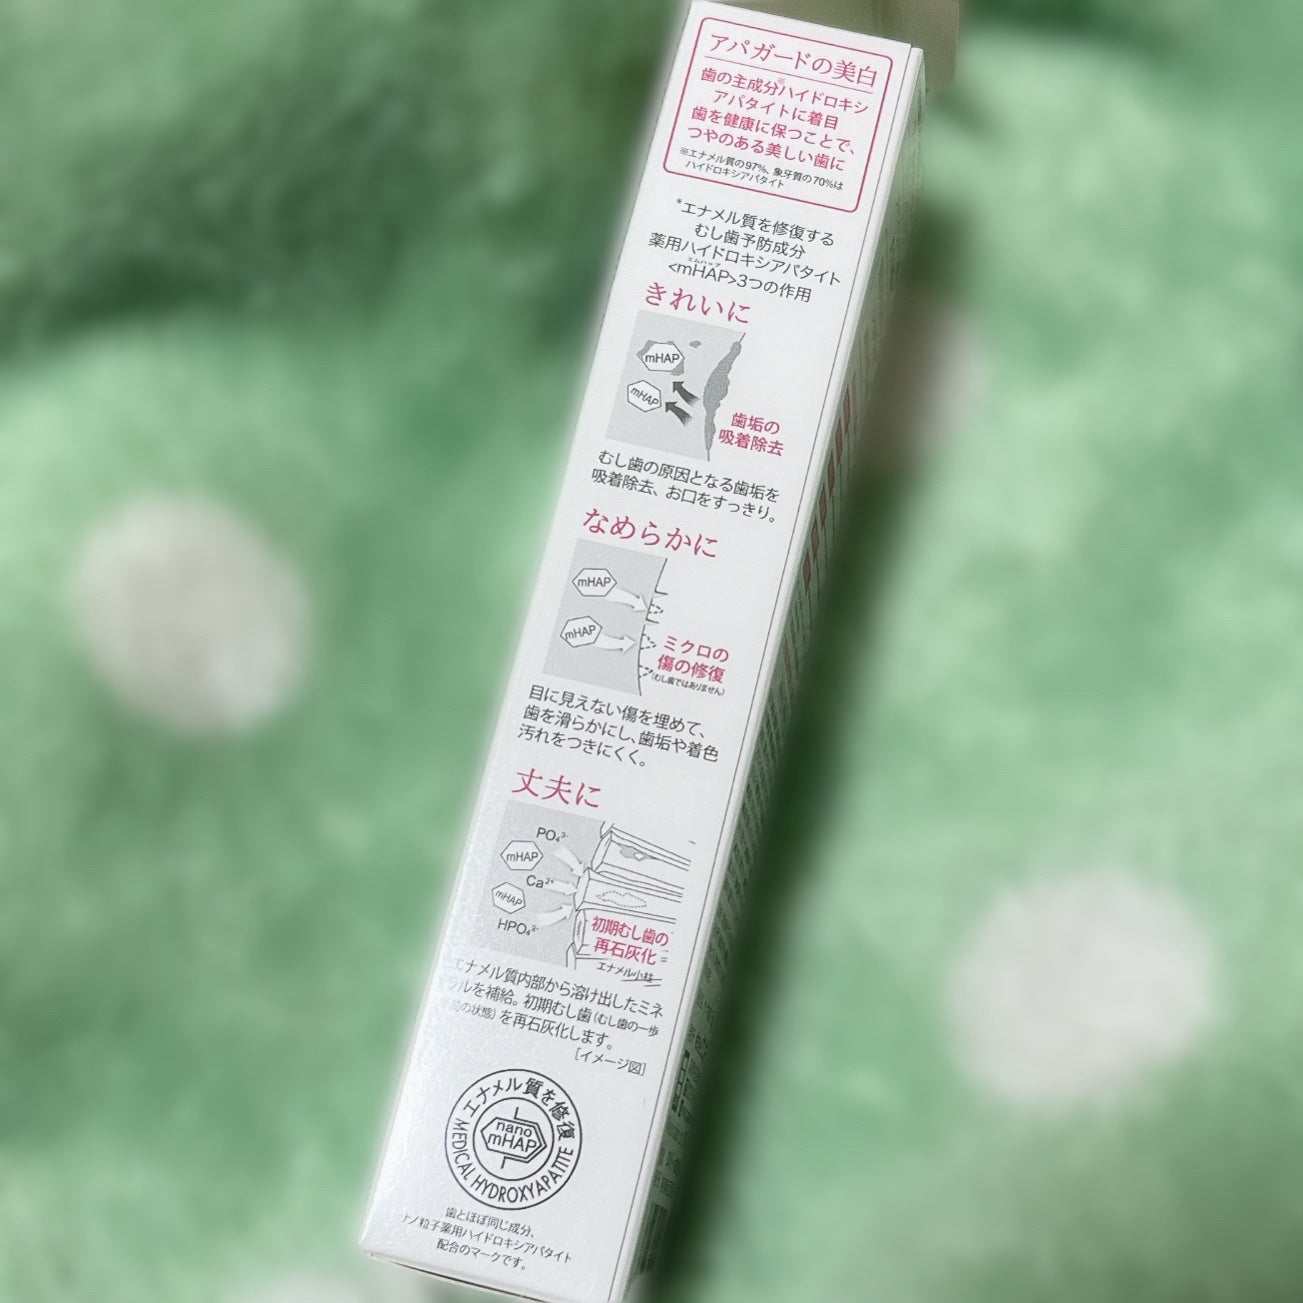 アパガードの美白
歯の主成分※ハイドロキシ
アパタイトに着目
歯を健康に保つことで、
つやのある美しい歯に
※エナメル質の97%、象牙質の70%は
ハイドロキシアパタイト
*エナメル質を修復する
むし歯予防成分
薬用ハイドロキシアパタイト
エムハップ
<mHAP>3つの作用
きれいに
mHAP
mHAP
歯垢の
吸着除去
むし歯の原因となる歯垢を
吸着除去、お口をすっきり。
なめらかに
mHAP
mHAP
ミクロの
傷の修復
(むし歯ではありません)
目に見えない傷を埋めて、
歯を滑らかにし、歯垢や着色
汚れをつきにくく。
丈夫に
PO₄³⁻
mHAP
Ca²⁺
mHAP
HPO₄²⁻
初期むし歯の
再石灰化
エナメル小柱
エナメル質内部から溶け出したミネ
ラルを補給。初期むし歯(むし歯の一歩
前の状態)を再石灰化します。
[イメージ図]
エナメル質を修復
nano
mHAP
MEDICAL HYDROXYAPATITE
歯とほぼ同じ成分、
ナノ粒子薬用ハイドロキシアパタイト
配合のマークです。